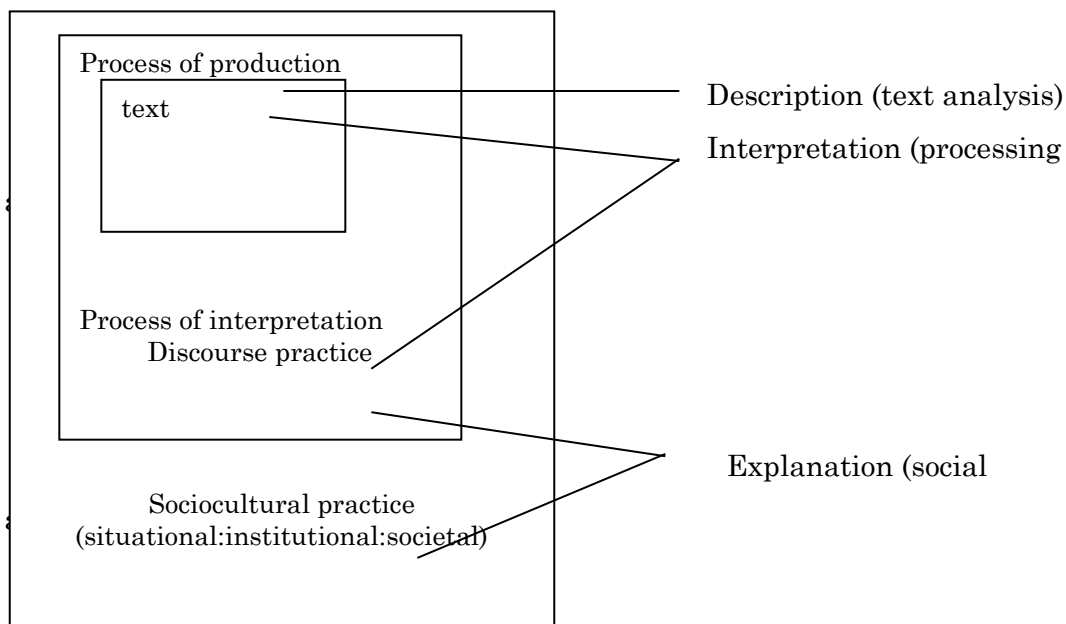 Process of production
text
Description (text analysis)
Interpretation (processing
Process of interpretation
Discourse practice
Explanation (social
Sociocultural practice
(situational:institutional:societal)